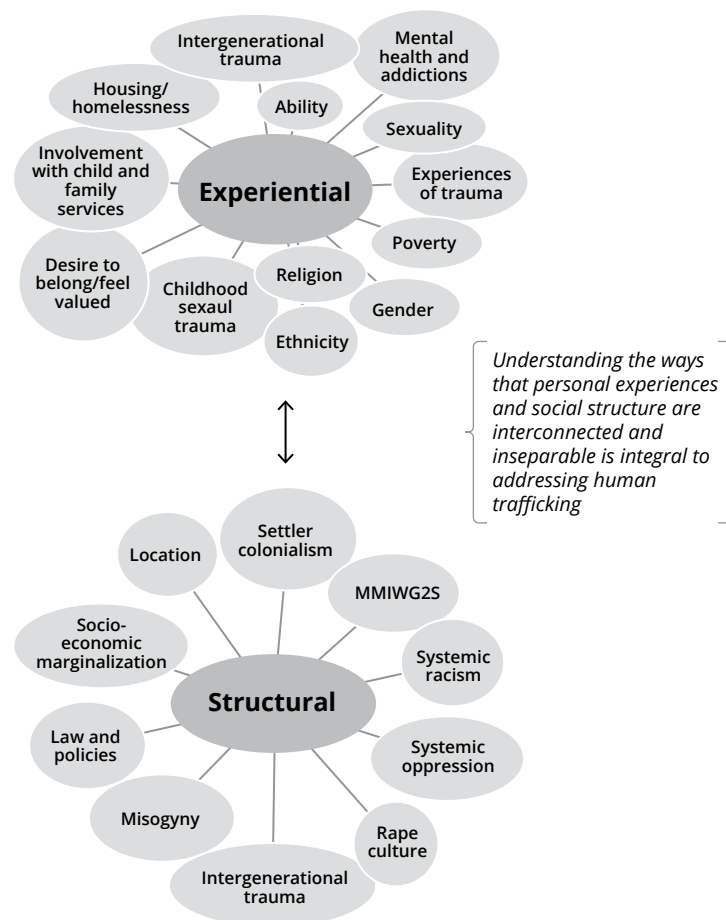 Intergenerational
trauma
Mental
health and
addictions
Housing/
homelessness
Ability
Sexuality
Involvement
with child and
family
services
Experiential
Experiences
of trauma
Poverty
Desire to
belong/feel
valued
Childhood
sexaul
trauma
Religion
Gender
Ethnicity
Understanding the ways
that personal experiences
and social structure are
interconnected and
inseparable is integral to
addressing human
trafficking
Settler
colonialism
Location
MMIWG2S
Socio-
economic
marginalization
Systemic
racism
Structural
Law and
policies
Systemic
oppression
Misogyny
Rape
culture
Intergenerational
trauma